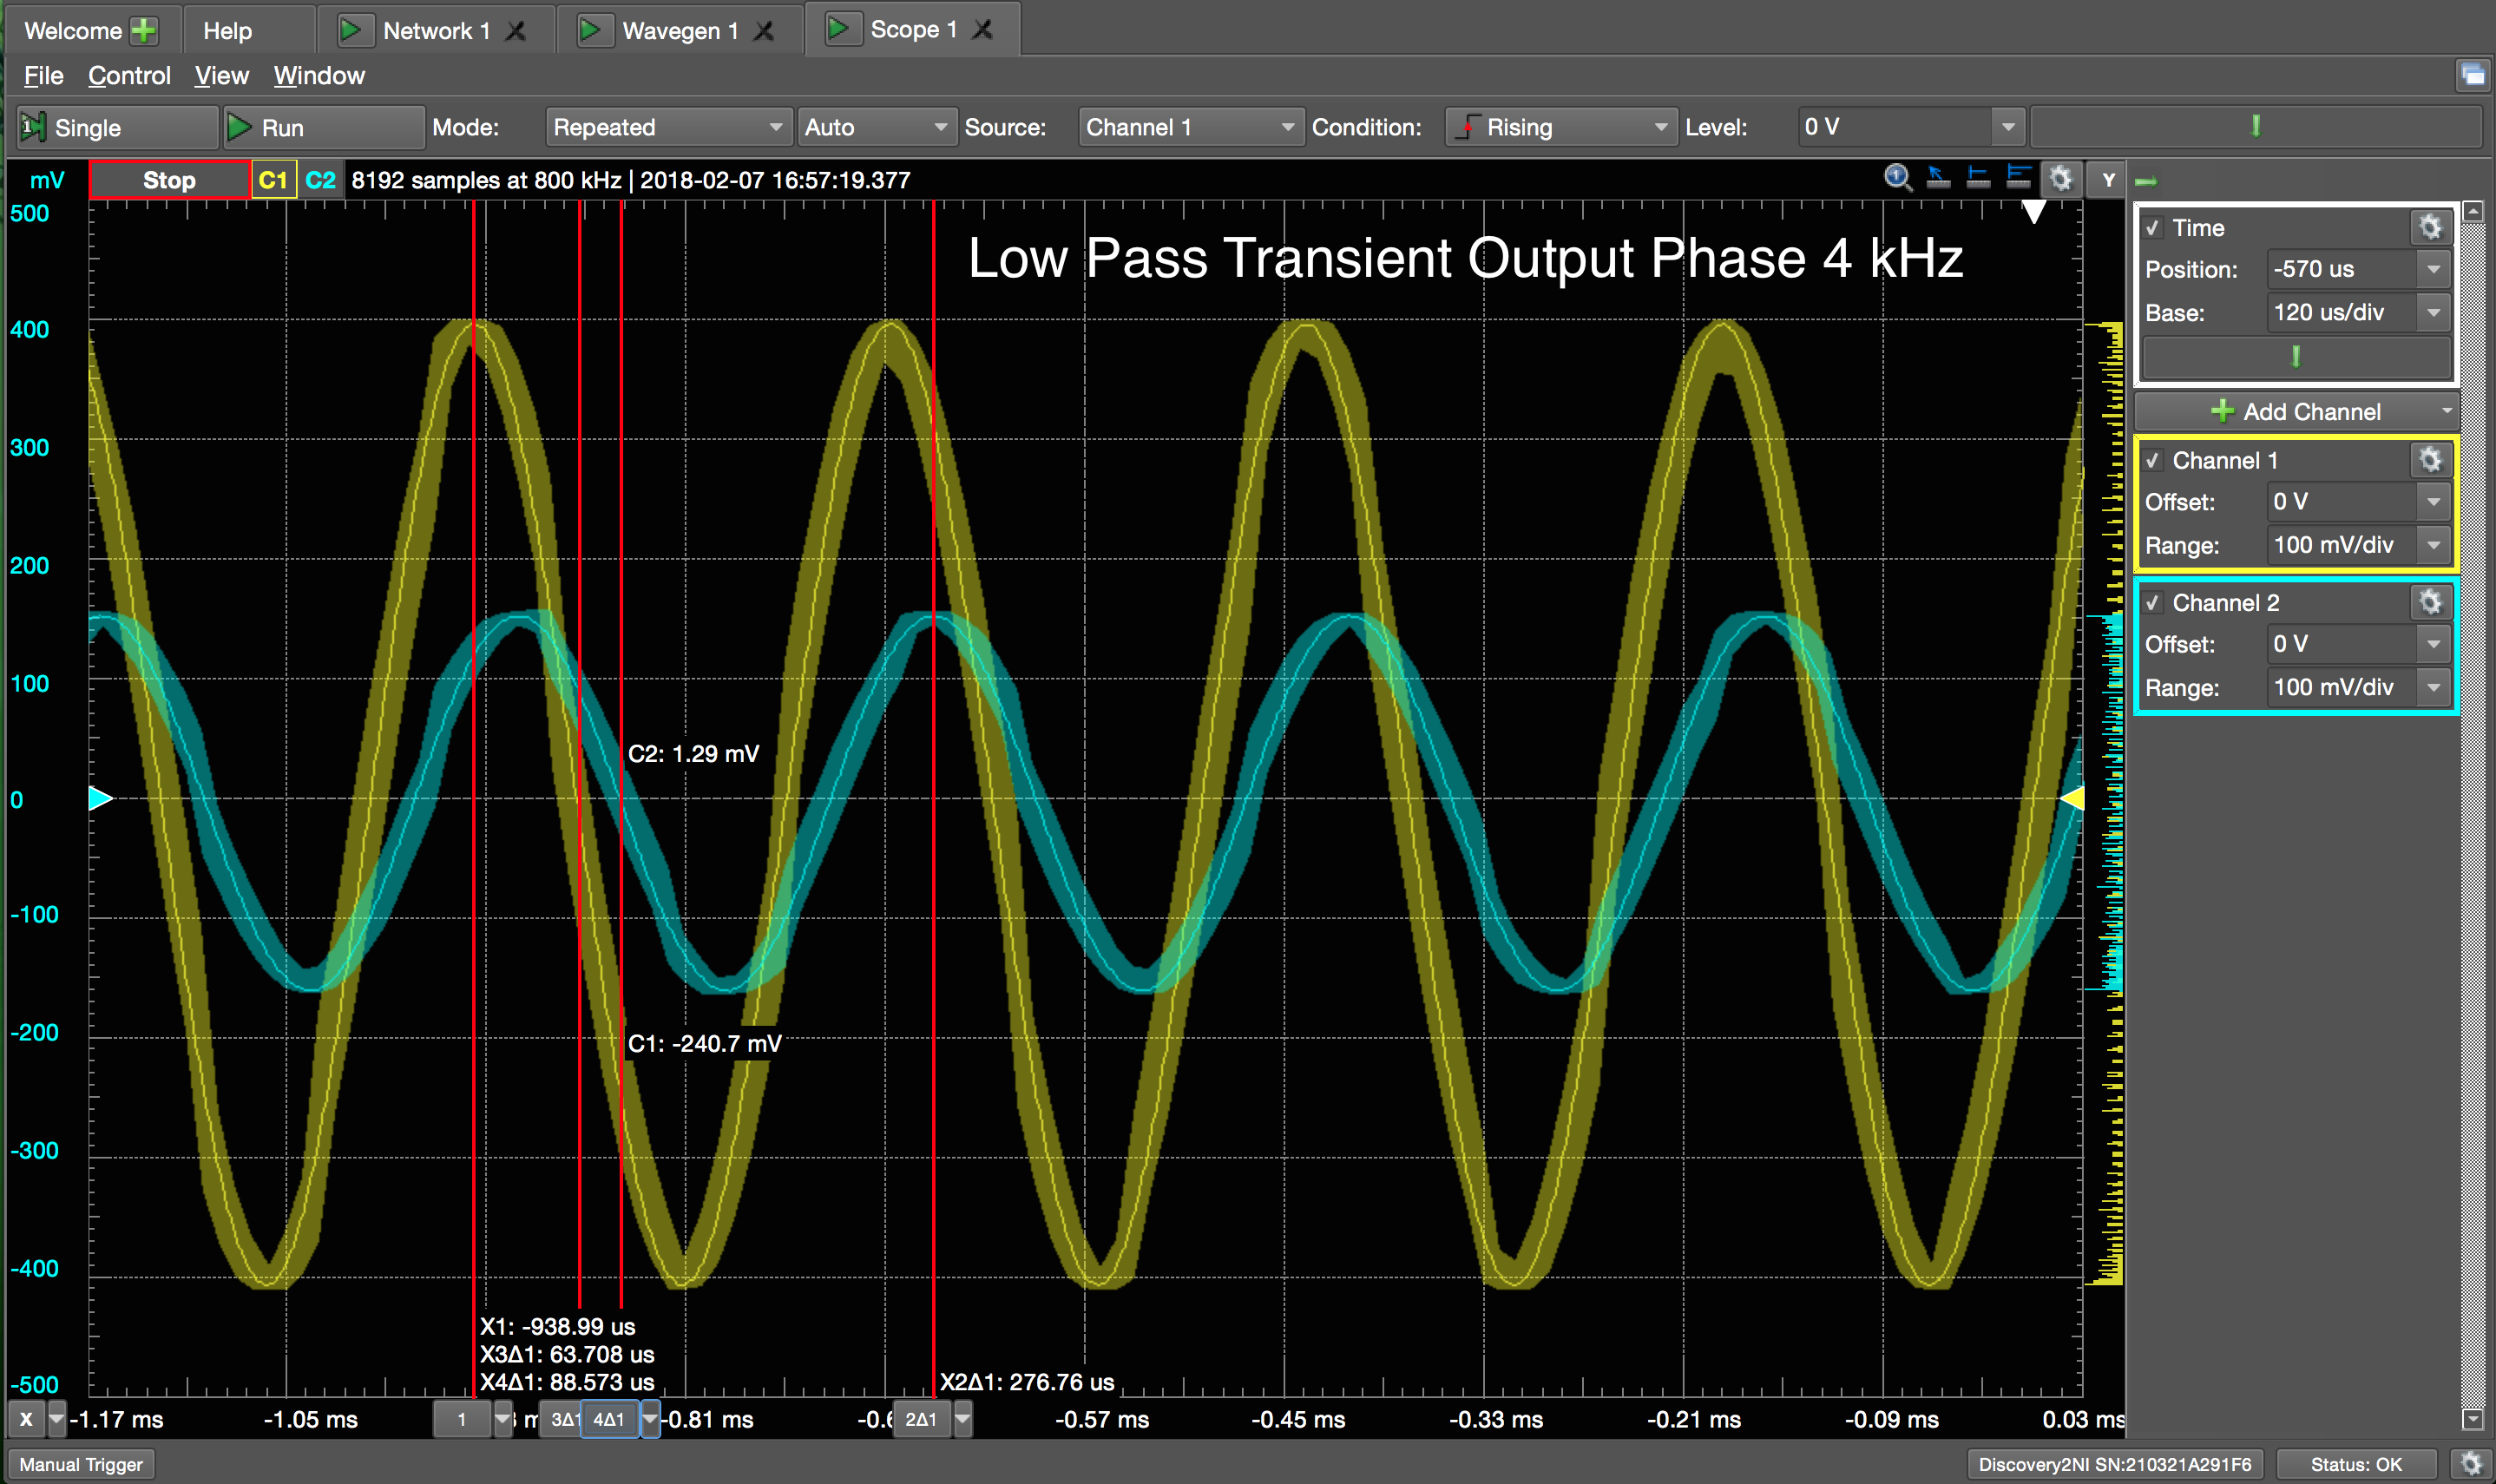 Welcome Help Network 1 Wavegen 1 Scope 1
File Control View Window
Single Run Mode: Repeated Auto Source: Channel 1 Condition: Rising Level: 0 V
mV Stop C1 C2 8192 samples at 800 kHz | 2018-02-07 16:57:19.377 Y
Low Pass Transient Output Phase 4 kHz
500
400
300
200
100
0
-100
-200
-300
-400
-500
C2: 1.29 mV
C1: -240.7 mV
X1: -938.99 us
X3Δ1: 63.708 us
X4Δ1: 88.573 us
X2Δ1: 276.76 us
X -1.17 ms -1.05 ms 1 3Δ1 4Δ1 -0.81 ms 2Δ1 -0.57 ms -0.45 ms -0.33 ms -0.21 ms -0.09 ms 0.03 ms
Time
Position: -570 us
Base: 120 us/div
Add Channel
Channel 1
Offset: 0 V
Range: 100 mV/div
Channel 2
Offset: 0 V
Range: 100 mV/div
Manual Trigger Discovery2NI SN:210321A291F6 Status: OK